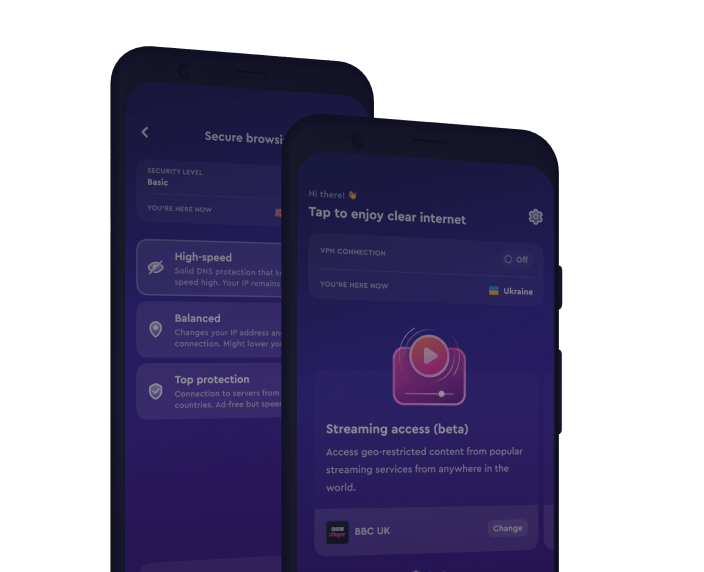 Secure browsi
SECURITY LEVEL
Basic
YOU'RE HERE NOW
High-speed
Solid DNS protection that k
speed high. Your IP remains
Balanced
Changes your IP address an
connection. Might lower yo
Top protection
Connection to servers from
countries. Ad-free but spee
Hi there! 👋
Tap to enjoy clear internet
VPN CONNECTION
Off
YOU'RE HERE NOW
Ukraine
Streaming access (beta)
Access geo-restricted content from popular
streaming services from anywhere in the
world.
BBC
iPlayer
BBC UK
Change